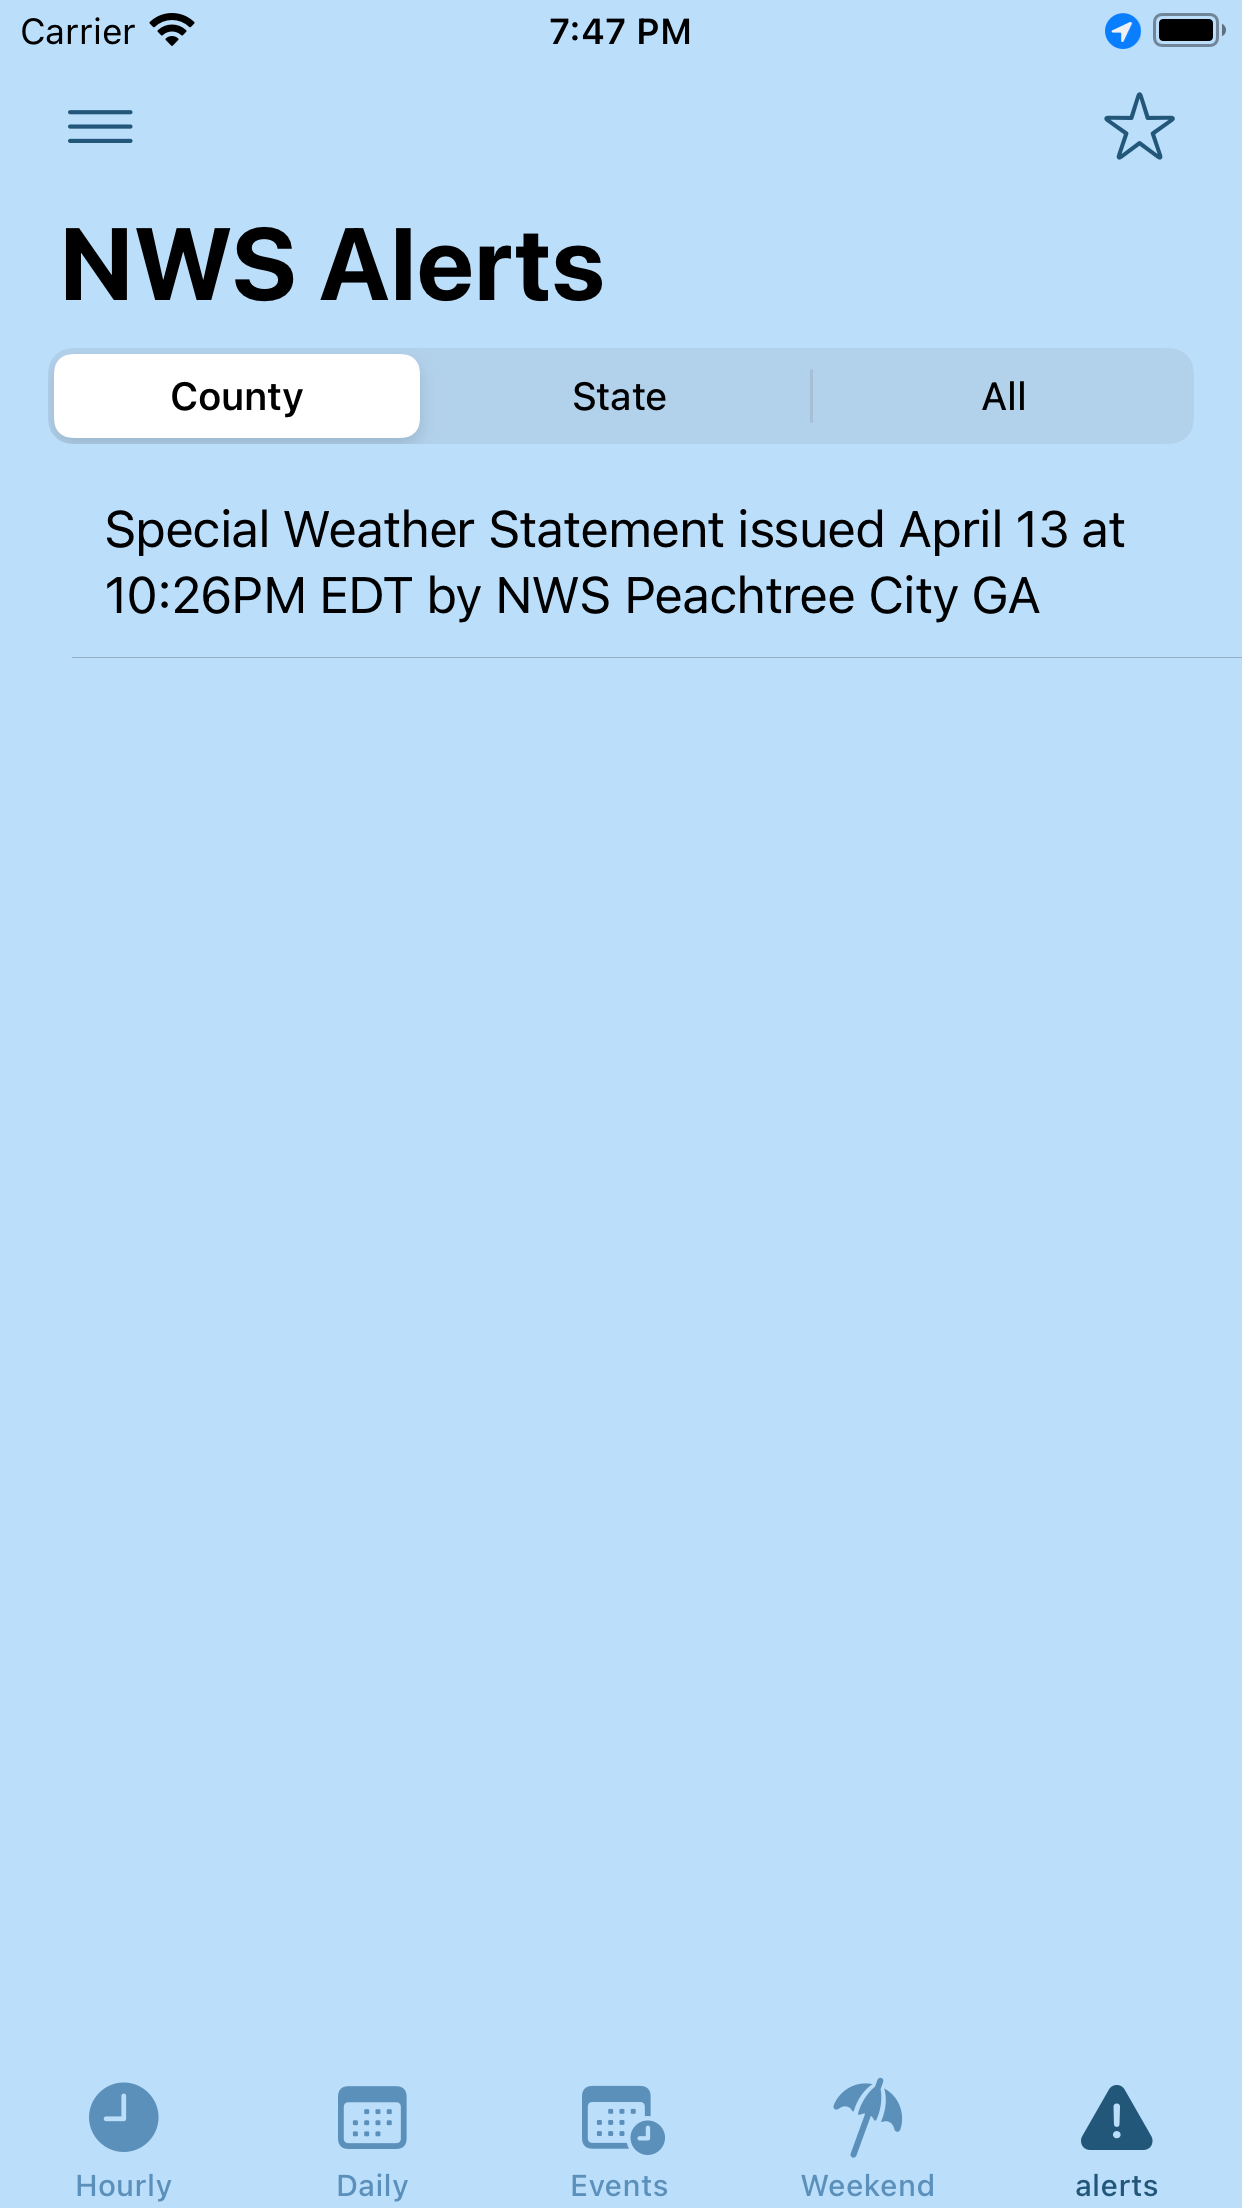 Carrier 7:47 PM
NWS Alerts
County State All
Special Weather Statement issued April 13 at
10:26PM EDT by NWS Peachtree City GA
Hourly Daily Events Weekend alerts